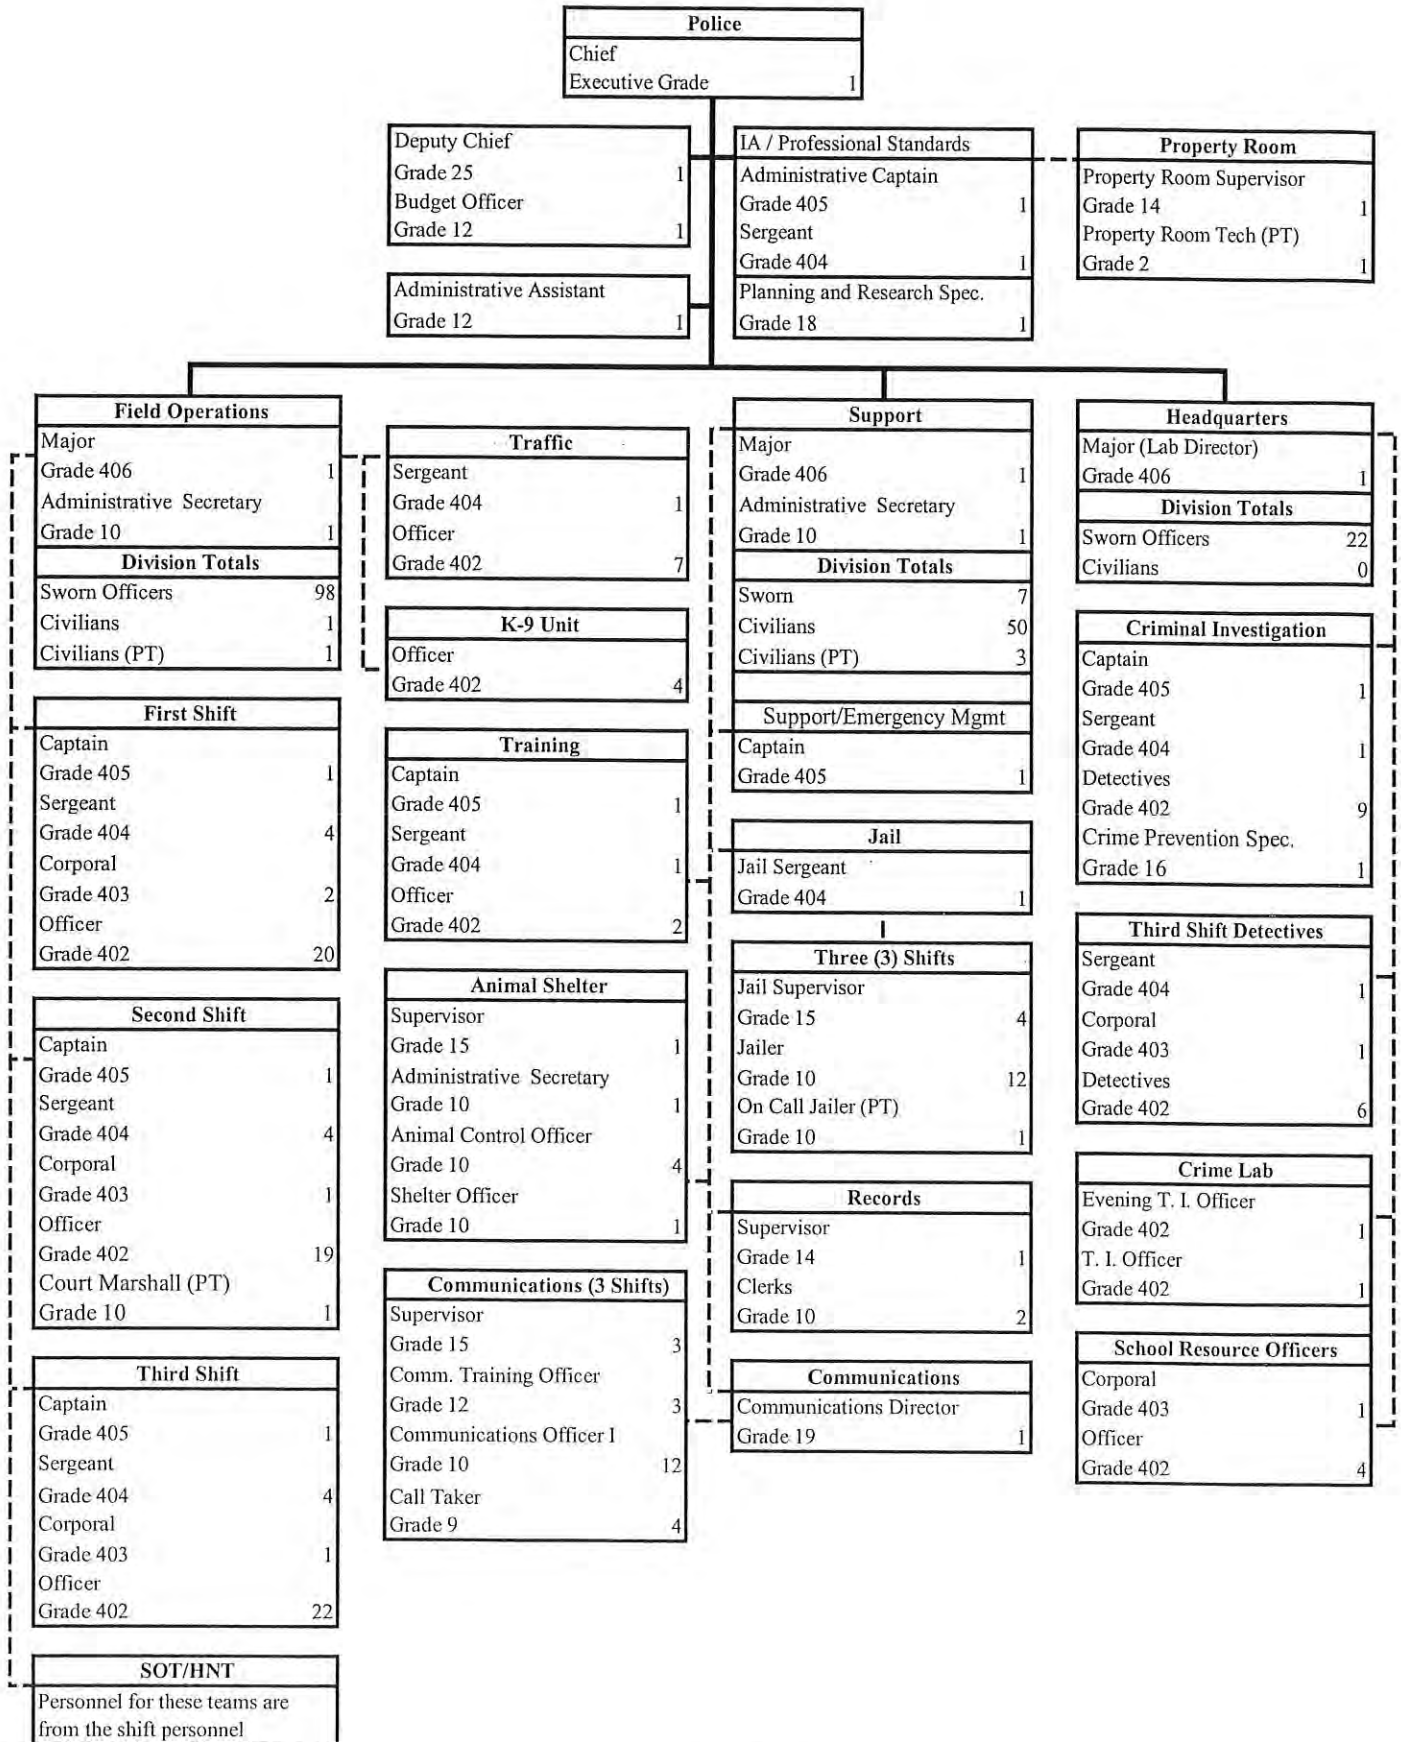 Police
Chief
Executive Grade 1
Deputy Chief
Grade 25 1
Budget Officer
Grade 12 1
Administrative Assistant
Grade 12 1
IA / Professional Standards
Administrative Captain
Grade 405 1
Sergeant
Grade 404 1
Planning and Research Spec.
Grade 18 1
Property Room
Property Room Supervisor
Grade 14 1
Property Room Tech (PT)
Grade 2 1
Field Operations
Major
Grade 406 1
Administrative Secretary
Grade 10 1
Division Totals
Sworn Officers 98
Civilians 1
Civilians (PT) 1
First Shift
Captain
Grade 405 1
Sergeant
Grade 404 4
Corporal
Grade 403 2
Officer
Grade 402 20
Second Shift
Captain
Grade 405 1
Sergeant
Grade 404 4
Corporal
Grade 403 1
Officer
Grade 402 19
Court Marshall (PT)
Grade 10 1
Third Shift
Captain
Grade 405 1
Sergeant
Grade 404 4
Corporal
Grade 403 1
Officer
Grade 402 22
SOT/HNT
Personnel for these teams are
from the shift personnel
Traffic
Sergeant
Grade 404 1
Officer
Grade 402 7
K-9 Unit
Officer
Grade 402 4
Training
Captain
Grade 405 1
Sergeant
Grade 404 1
Officer
Grade 402 2
Animal Shelter
Supervisor
Grade 15 1
Administrative Secretary
Grade 10 1
Animal Control Officer
Grade 10 4
Shelter Officer
Grade 10 1
Communications (3 Shifts)
Supervisor
Grade 15 3
Comm. Training Officer
Grade 12 3
Communications Officer I
Grade 10 12
Call Taker
Grade 9 4
Support
Major
Grade 406 1
Administrative Secretary
Grade 10 1
Division Totals
Sworn 7
Civilians 50
Civilians (PT) 3
Support/Emergency Mgmt
Captain
Grade 405 1
Jail
Jail Sergeant
Grade 404 1
Three (3) Shifts
Jail Supervisor
Grade 15 4
Jailer
Grade 10 12
On Call Jailer (PT)
Grade 10 1
Records
Supervisor
Grade 14 1
Clerks
Grade 10 2
Communications
Communications Director
Grade 19 1
Headquarters
Major (Lab Director)
Grade 406 1
Division Totals
Sworn Officers 22
Civilians 0
Criminal Investigation
Captain
Grade 405 1
Sergeant
Grade 404 1
Detectives
Grade 402 9
Crime Prevention Spec.
Grade 16 1
Third Shift Detectives
Sergeant
Grade 404 1
Corporal
Grade 403 1
Detectives
Grade 402 6
Crime Lab
Evening T. I. Officer
Grade 402 1
T. I. Officer
Grade 402 1
School Resource Officers
Corporal
Grade 403 1
Officer
Grade 402 4